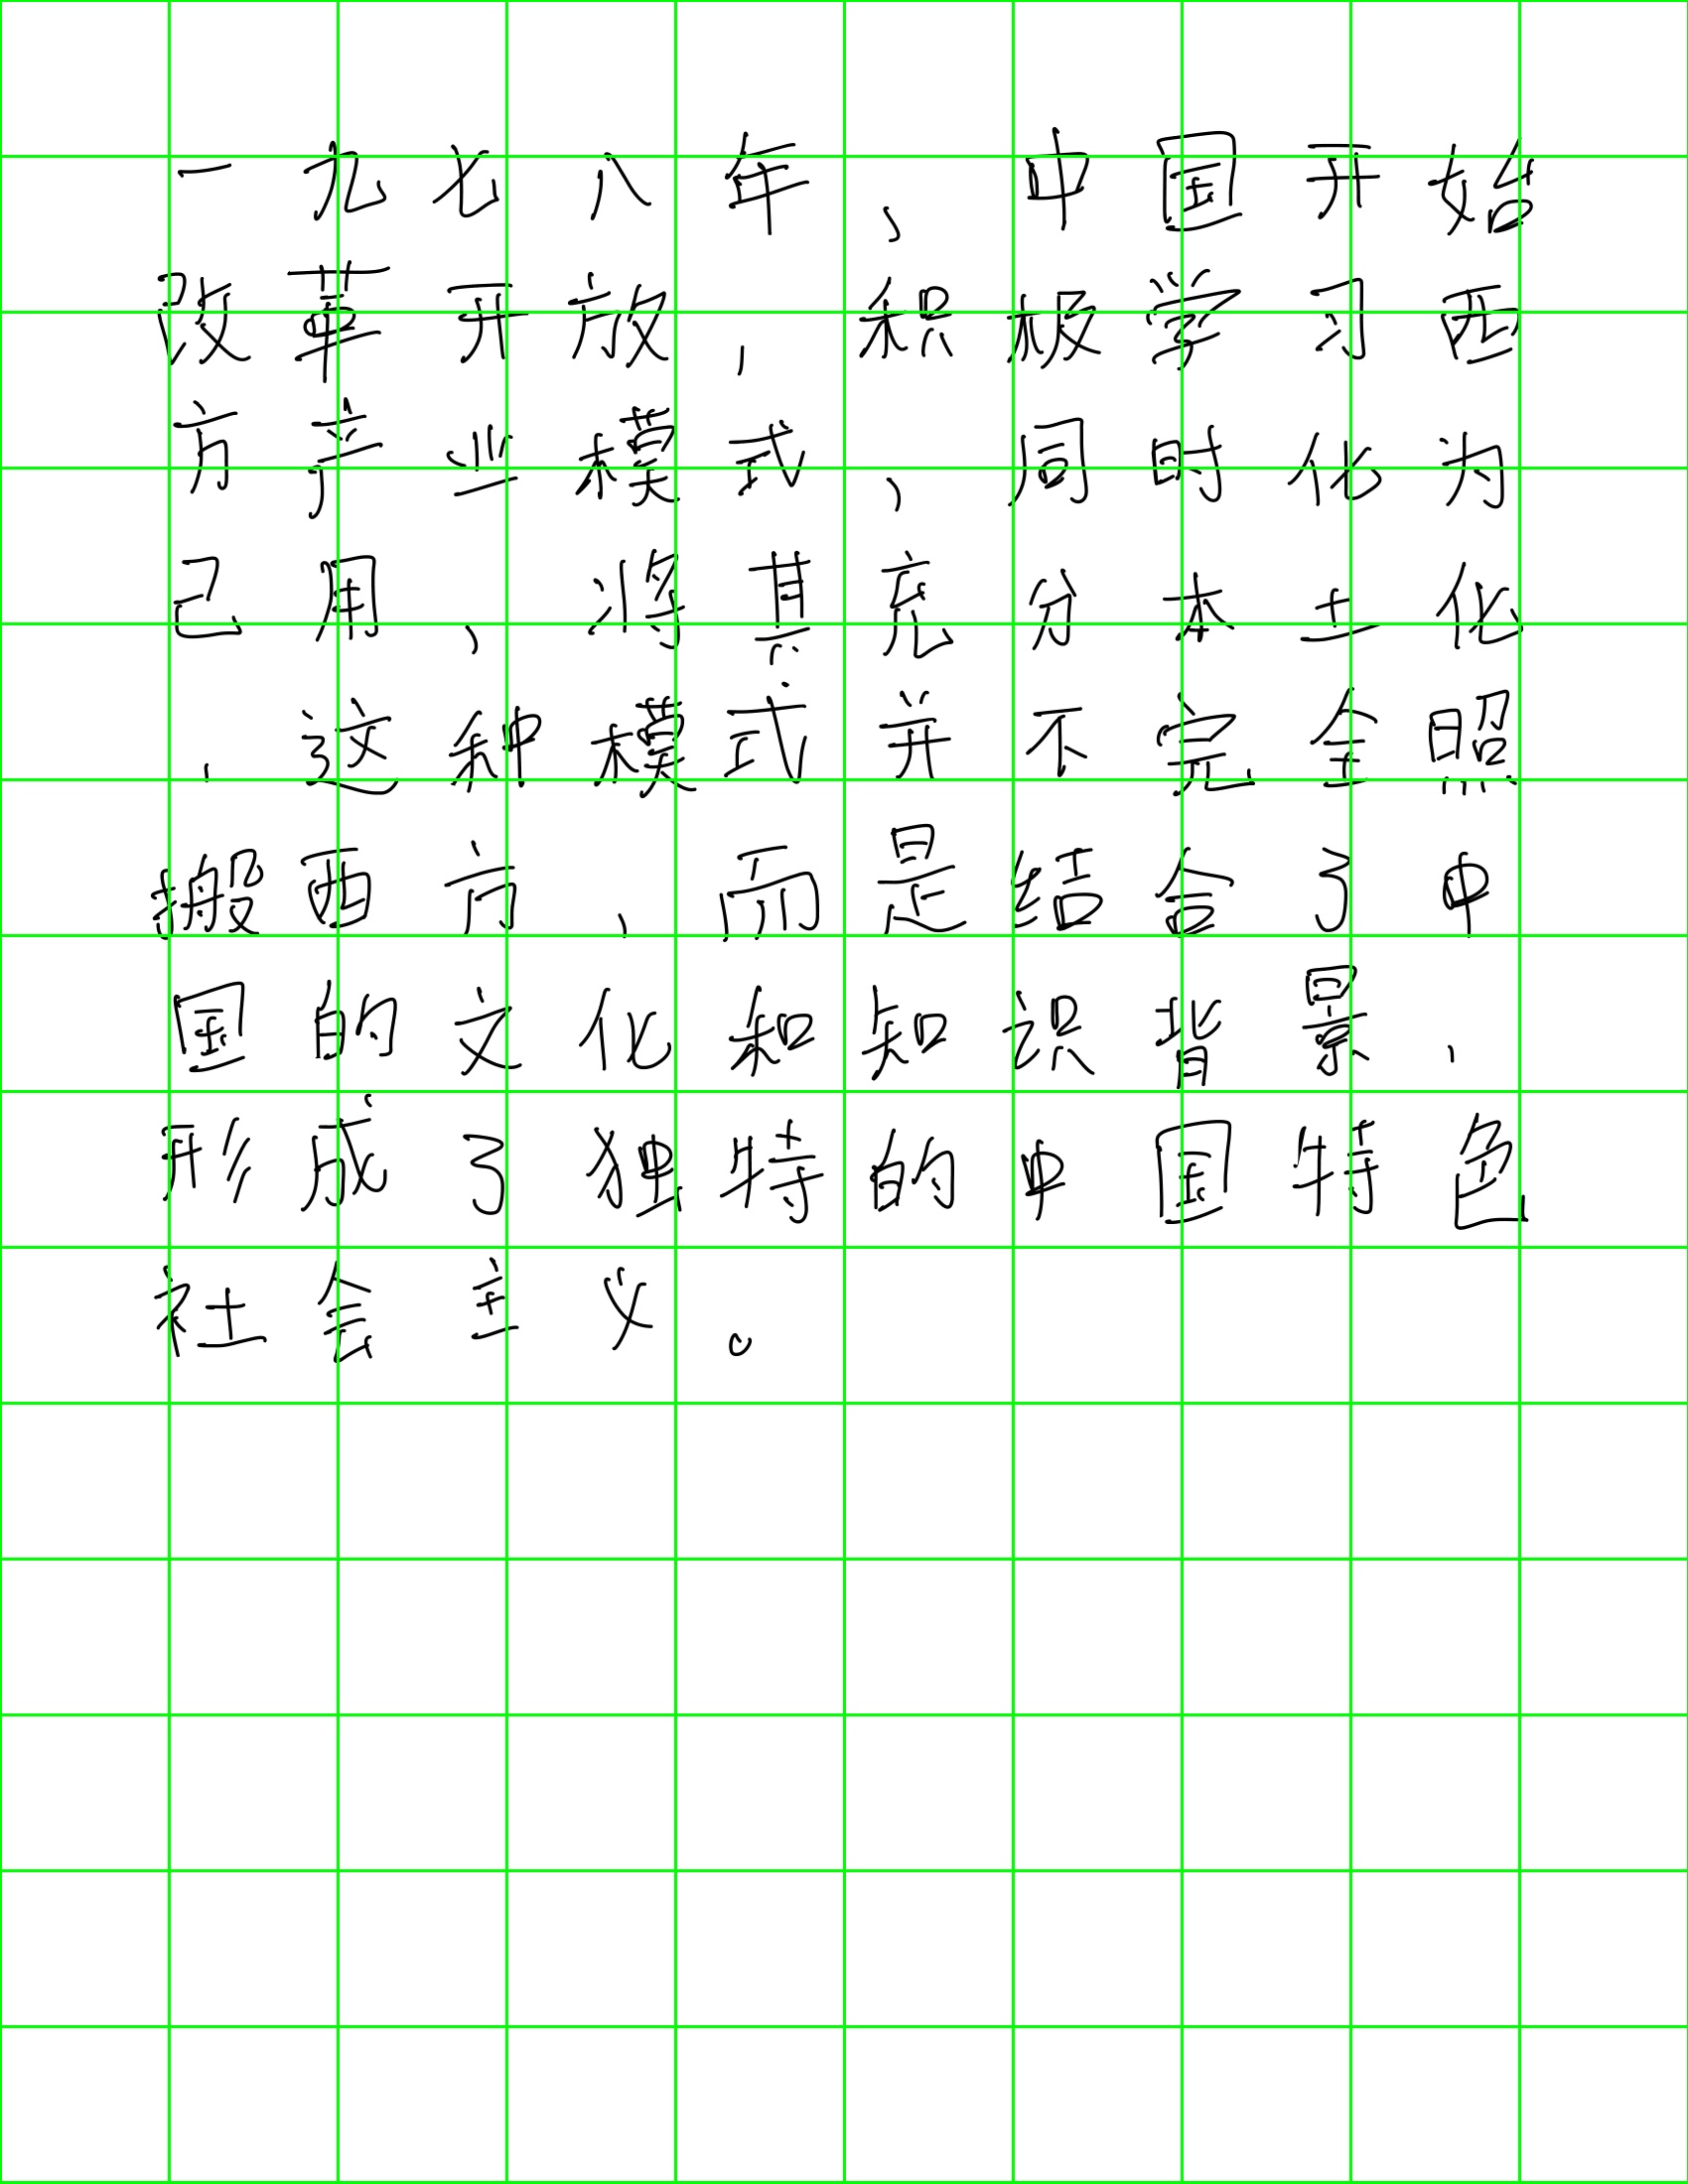 一九七八年，中国开始
改革开放，积极学习西
方产业模式，同时化为
己用，将其充分本土化
，这种模式并不完全照
搬西方，而是结合了中
国的文化和知识背景，
形成了独特的中国特色
社会主义。